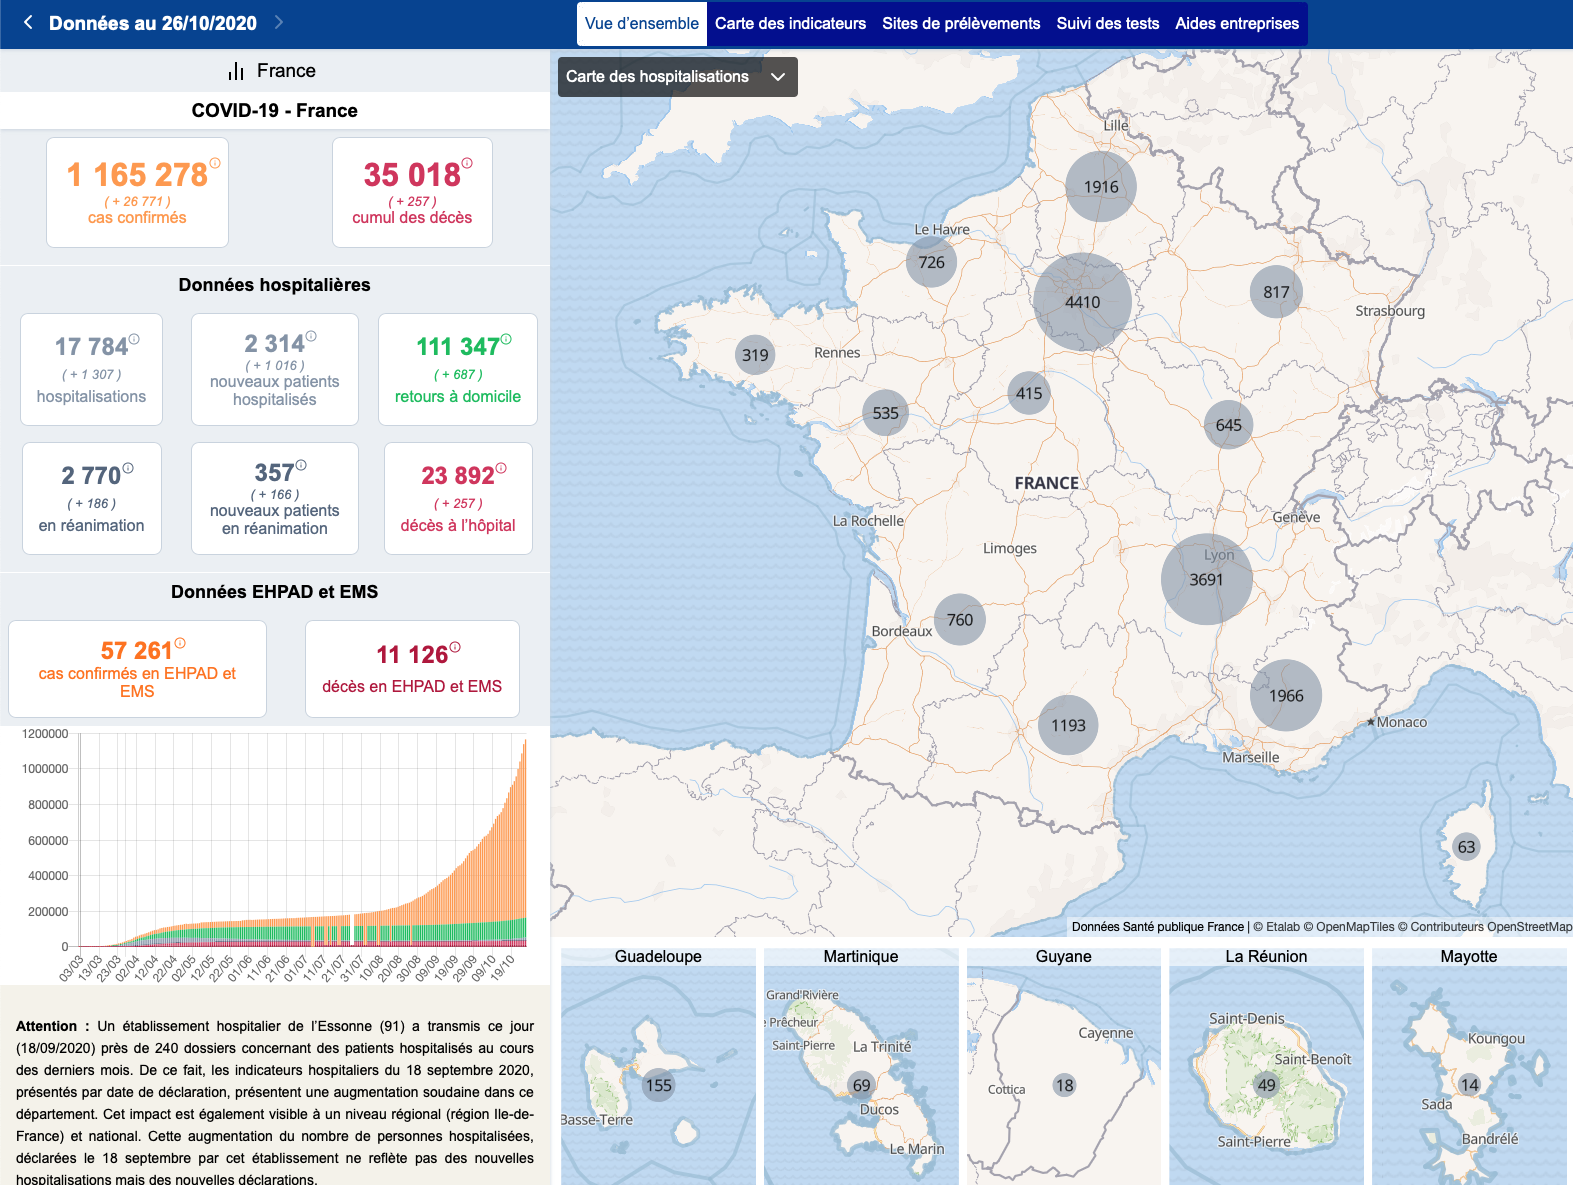 Données au 26/10/2020
Vue d’ensemble
Carte des indicateurs
Sites de prélèvements
Suivi des tests
Aides entreprises
France
COVID-19 - France
1 165 278
( + 26 771 )
cas confirmés
35 018
( + 257 )
cumul des décès
Données hospitalières
17 784
( + 1 307 )
hospitalisations
2 314
( + 1 016 )
nouveaux patients
hospitalisés
111 347
( + 687 )
retours à domicile
2 770
( + 186 )
en réanimation
357
( + 166 )
nouveaux patients
en réanimation
23 892
( + 257 )
décès à l’hôpital
Données EHPAD et EMS
57 261
cas confirmés en EHPAD et
EMS
11 126
décès en EHPAD et EMS
1200000
1000000
800000
600000
400000
200000
0
03/03
13/03
23/03
02/04
12/04
22/04
02/05
12/05
22/05
01/06
11/06
21/06
01/07
11/07
21/07
31/07
10/08
20/08
30/08
09/09
19/09
29/09
09/10
19/10
Attention : Un établissement hospitalier de l’Essonne (91) a transmis ce jour
(18/09/2020) près de 240 dossiers concernant des patients hospitalisés au cours
des derniers mois. De ce fait, les indicateurs hospitaliers du 18 septembre 2020,
présentés par date de déclaration, présentent une augmentation soudaine dans ce
département. Cet impact est également visible à un niveau régional (région Ile-de-
France) et national. Cette augmentation du nombre de personnes hospitalisées,
déclarées le 18 septembre par cet établissement ne reflète pas des nouvelles
hospitalisations mais des nouvelles déclarations.
Carte des hospitalisations
Lille
1916
Le Havre
726
4410
817
Strasbourg
319
Rennes
415
535
645
FRANCE
La Rochelle
Genève
Limoges
Lyon
3691
760
Bordeaux
1966
1193
Monaco
Marseille
63
Données Santé publique France | © Etalab © OpenMapTiles © Contributeurs OpenStreetMap
Guadeloupe
155
Basse-Terre
Martinique
Grand'Rivière
e Prêcheur
Saint-Pierre
La Trinité
69
Ducos
Le Marin
Guyane
Cayenne
Cottica
18
La Réunion
Saint-Denis
Saint-Benoît
49
Saint-Pierre
Mayotte
Koungou
14
Sada
Bandrélé